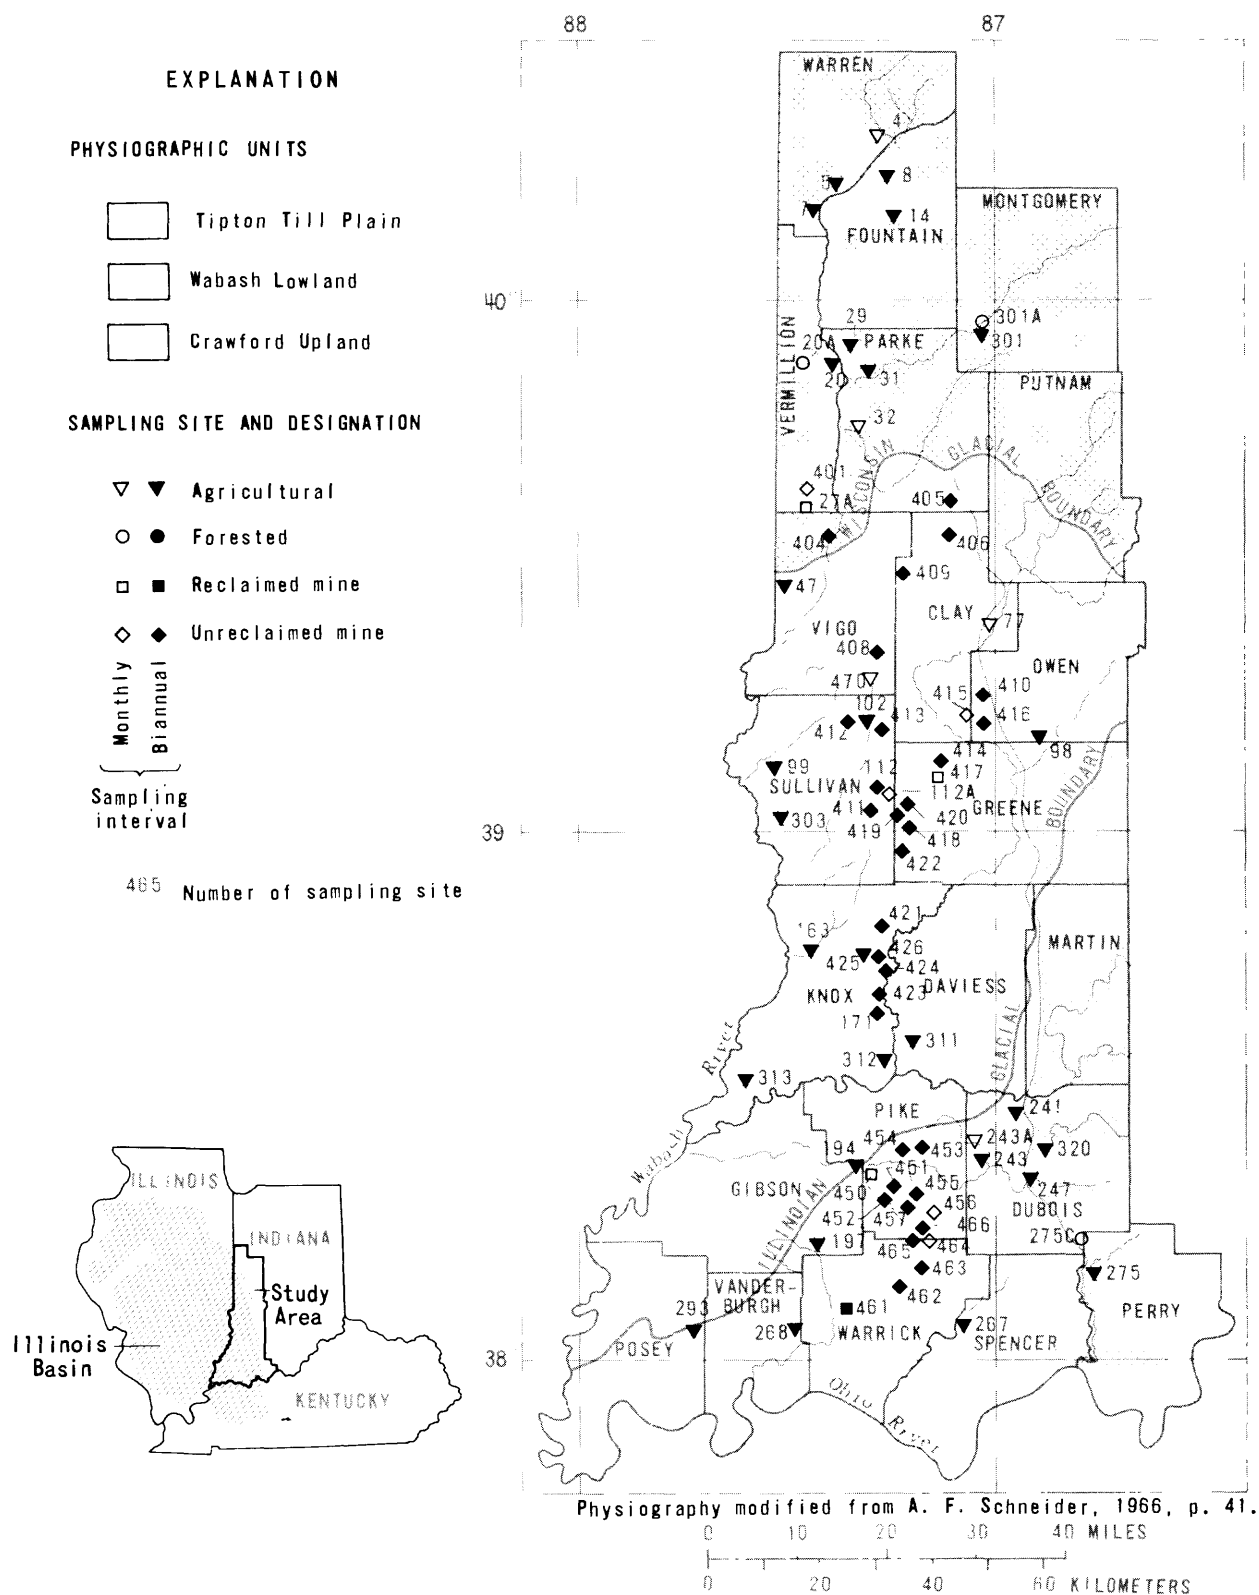 EXPLANATION
PHYSIOGRAPHIC UNITS
Tipton Till Plain
Wabash Lowland
Crawford Upland
SAMPLING SITE AND DESIGNATION
Agricultural
Forested
Reclaimed mine
Unreclaimed mine
Monthly
Biannual
Sampling
interval
465 Number of sampling site
ILLINOIS
INDIANA
Study
Area
Illinois
Basin
KENTUCKY
88
87
40
39
38
WARREN
8
14
FOUNTAIN
MONTGOMERY
301A
301
29
20A
PARKE
20
31
32
VERMILLION
PUTNAM
WISCONSIN GLACIAL BOUNDARY
401
27A
405
404
406
409
47
CLAY
77
VIGO
408
470
OWEN
410
415
416
102
413
412
98
414
99
112
417
SULLIVAN
112A
GREENE
411
420
303
419
418
422
BOUNDARY
421
163
426
MARTIN
425
424
KNOX
423
DAVIESS
171
311
312
GLACIAL
313
Wabash River
PIKE
241
454
453
243A
320
194
243
451
247
GIBSON
450
455
456
DUBOIS
452
457
466
275C
ILLINOIAN
197
465
464
463
275
VANDER-
BURGH
462
PERRY
293
461
268
WARRICK
267
POSEY
SPENCER
Ohio River
Physiography modified from A. F. Schneider, 1966, p. 41.
0 10 20 30 40 MILES
0 20 40 60 KILOMETERS